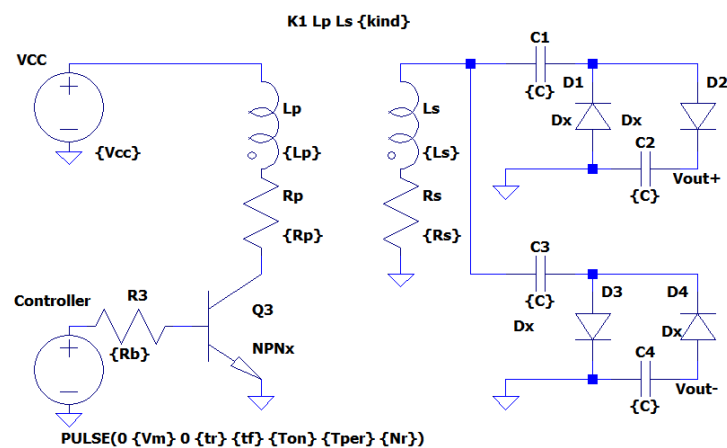 K1 Lp Ls {kind}
VCC
{Vcc}
Lp
{Lp}
Rp
{Rp}
Ls
{Ls}
Rs
{Rs}
C1
{C}
D1
Dx
D2
Dx
C2
{C}
Vout+
C3
{C}
D3
Dx
D4
Dx
C4
{C}
Vout-
Controller
R3
{Rb}
Q3
NPNx
PULSE(0 {Vm} 0 {tr} {tf} {Ton} {Tper} {Nr})